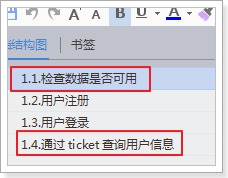 B U A
结构图 书签
1.1.检查数据是否可用
1.2.用户注册
1.3.用户登录
1.4.通过 ticket 查询用户信息